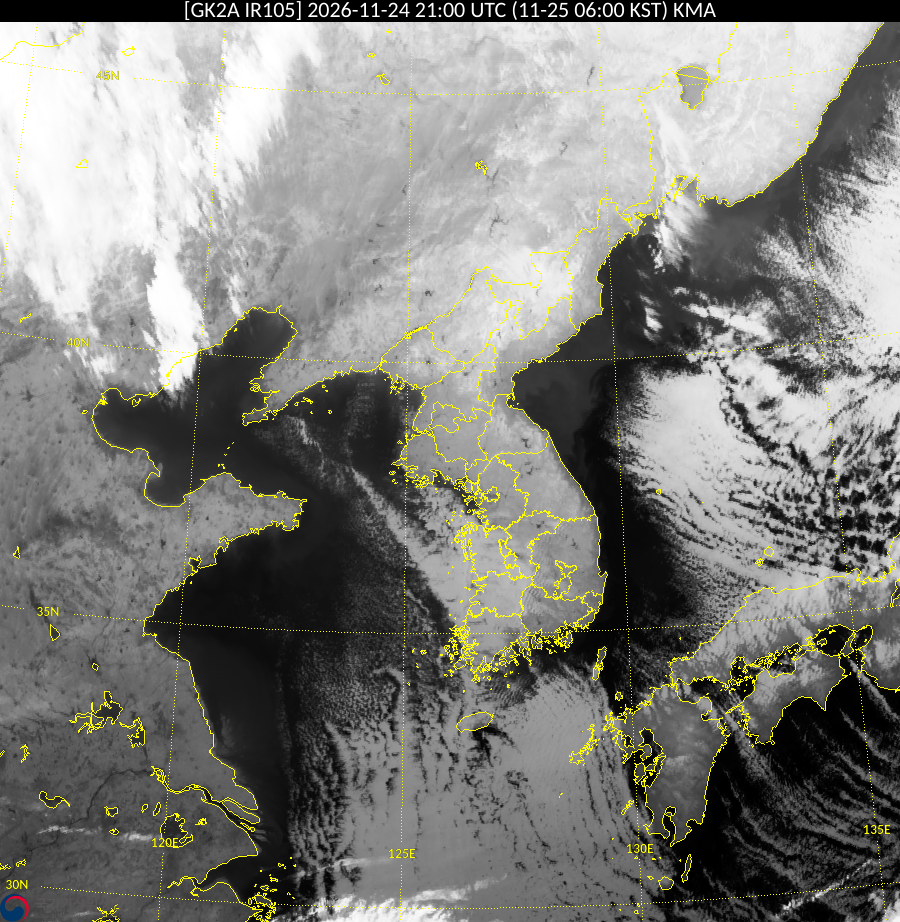 [GK2A IR105] 2026-11-24 21:00 UTC (11-25 06:00 KST) KMA
45N
40N
35N
135E
120E
125E
130E
30N